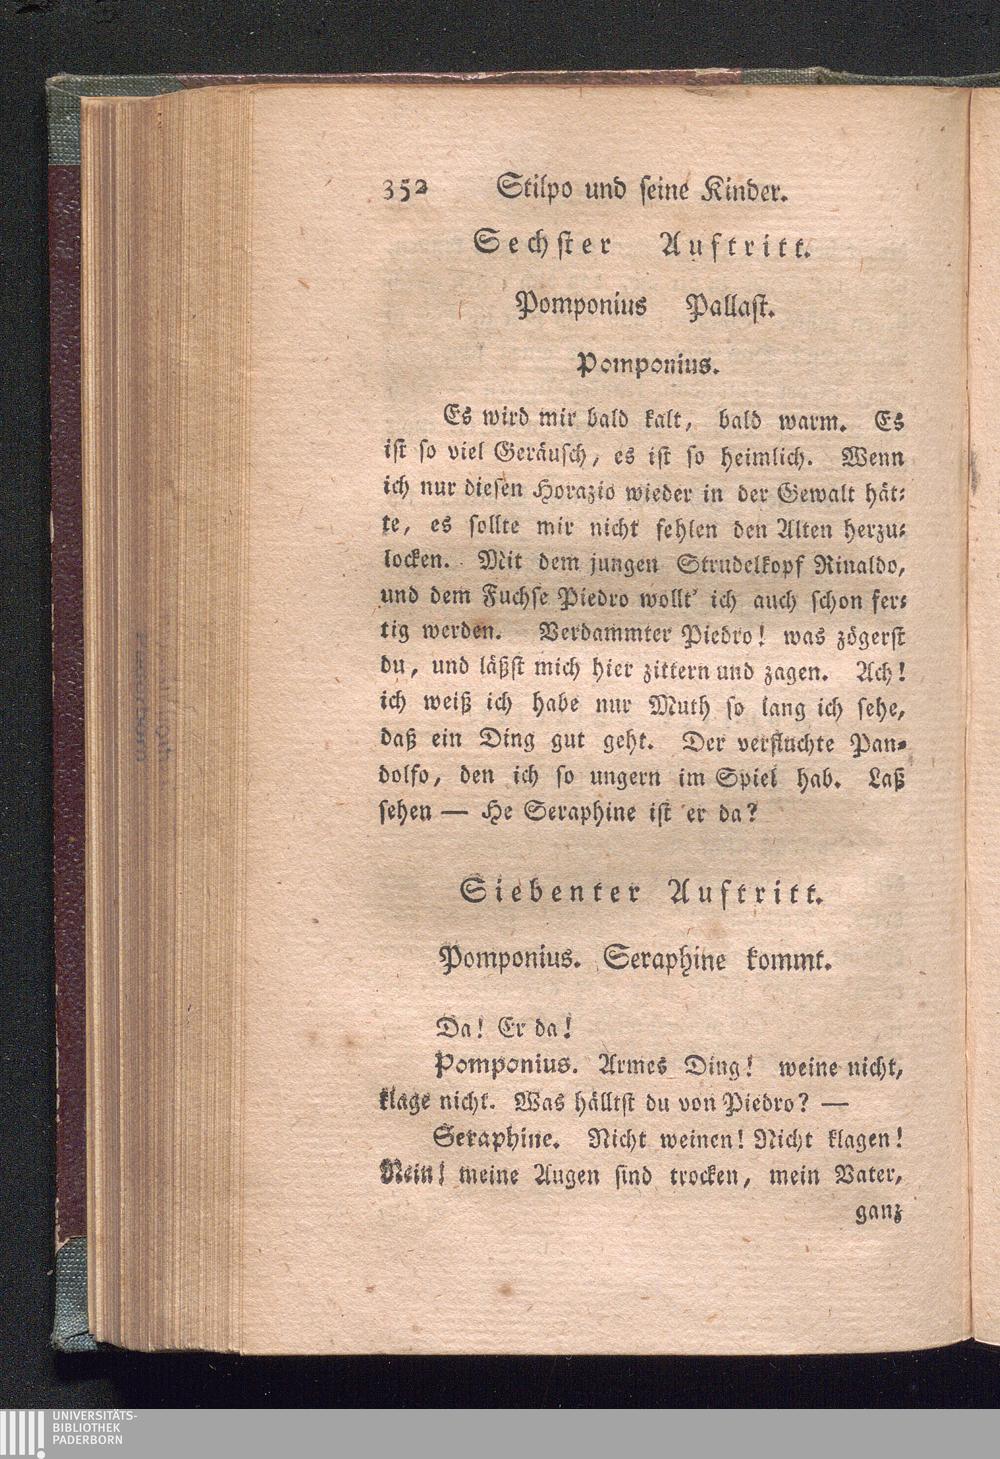 352 Stilpo und seine Kinder.
Sechster Auftritt.
Pomponius Pallast.
Pomponius.
Es wird mir bald kalt, bald warm. Es
ist so viel Geräusch, es ist so heimlich. Wenn
ich nur diesen Horazio wieder in der Gewalt hät-
te, es sollte mir nicht fehlen den Alten herzu-
locken. Mit dem jungen Strudelkopf Rinaldo,
und dem Fuchse Piedro wollt' ich auch schon fer-
tig werden. Verdammter Piedro! was zögerst
du, und läßst mich hier zittern und zagen. Ach!
ich weiß ich habe nur Muth so lang ich sehe,
daß ein Ding gut geht. Der verfluchte Pan-
dolfo, den ich so ungern im Spiel hab. Laß
sehen — He Seraphine ist er da?
Siebenter Auftritt.
Pomponius. Seraphine kommt.
Da! Er da!
Pomponius. Armes Ding! weine nicht,
klage nicht. Was hälltst du von Piedro? —
Seraphine. Nicht weinen! Nicht klagen!
Nein! meine Augen sind trocken, mein Vater,
ganz
UNIVERSITÄTS-
BIBLIOTHEK
PADERBORN